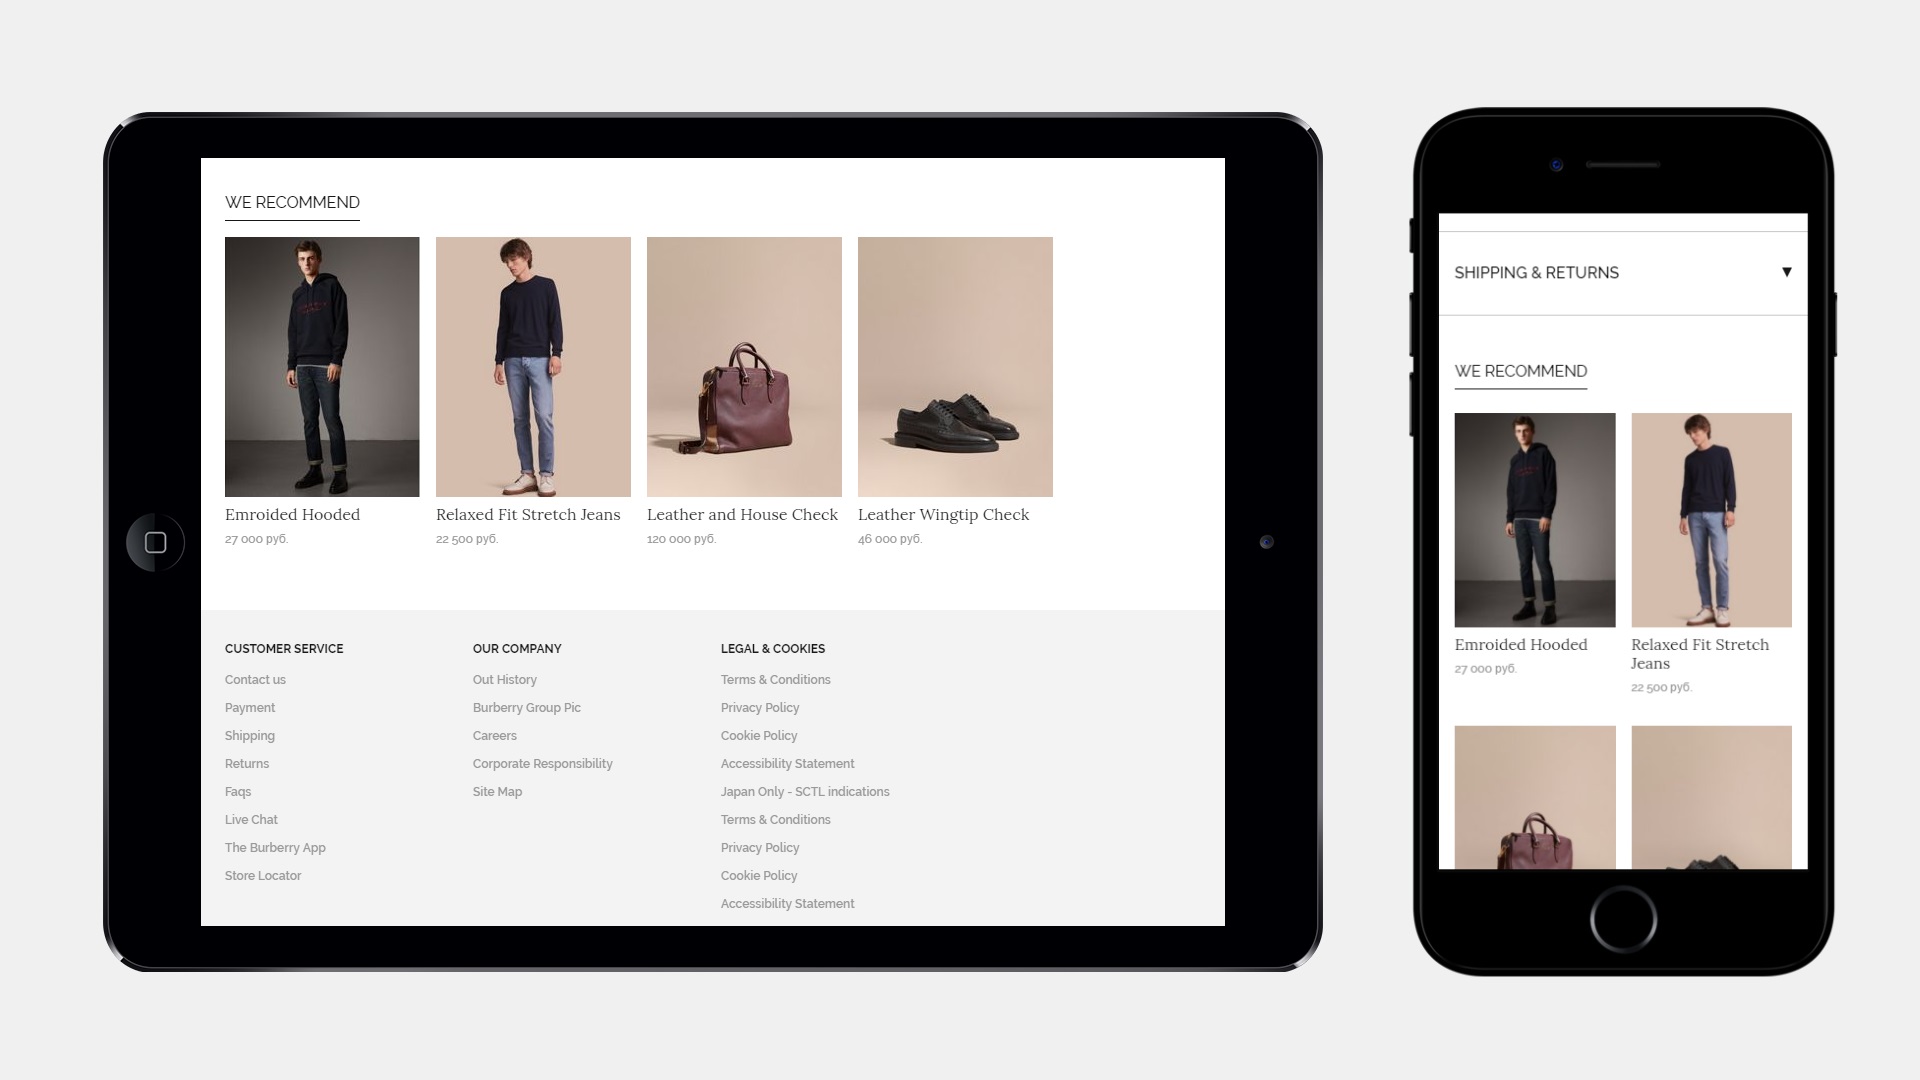 WE RECOMMEND
Emroided Hooded
27 000 руб.
Relaxed Fit Stretch Jeans
22 500 руб.
Leather and House Check
120 000 руб.
Leather Wingtip Check
46 000 руб.
CUSTOMER SERVICE
Contact us
Payment
Shipping
Returns
Faqs
Live Chat
The Burberry App
Store Locator
OUR COMPANY
Out History
Burberry Group Pic
Careers
Corporate Responsibility
Site Map
LEGAL & COOKIES
Terms & Conditions
Privacy Policy
Cookie Policy
Accessibility Statement
Japan Only - SCTL indications
Terms & Conditions
Privacy Policy
Cookie Policy
Accessibility Statement
SHIPPING & RETURNS
WE RECOMMEND
Emroided Hooded
27 000 руб.
Relaxed Fit Stretch
Jeans
22 500 руб.